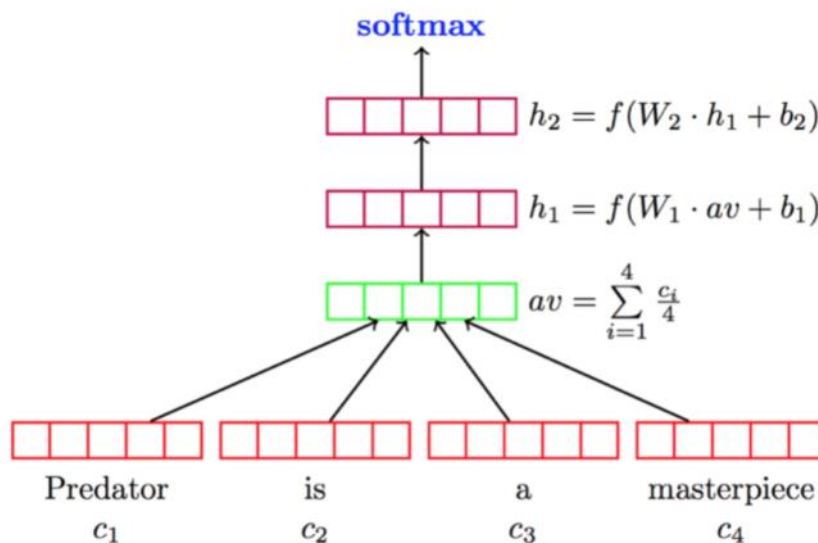 softmax
h₂ = f(W₂ · h₁ + b₂)
h₁ = f(W₁ · av + b₁)
av = ∑_{i=1}^{4} c_i/4
Predator is a masterpiece
c₁ c₂ c₃ c₄